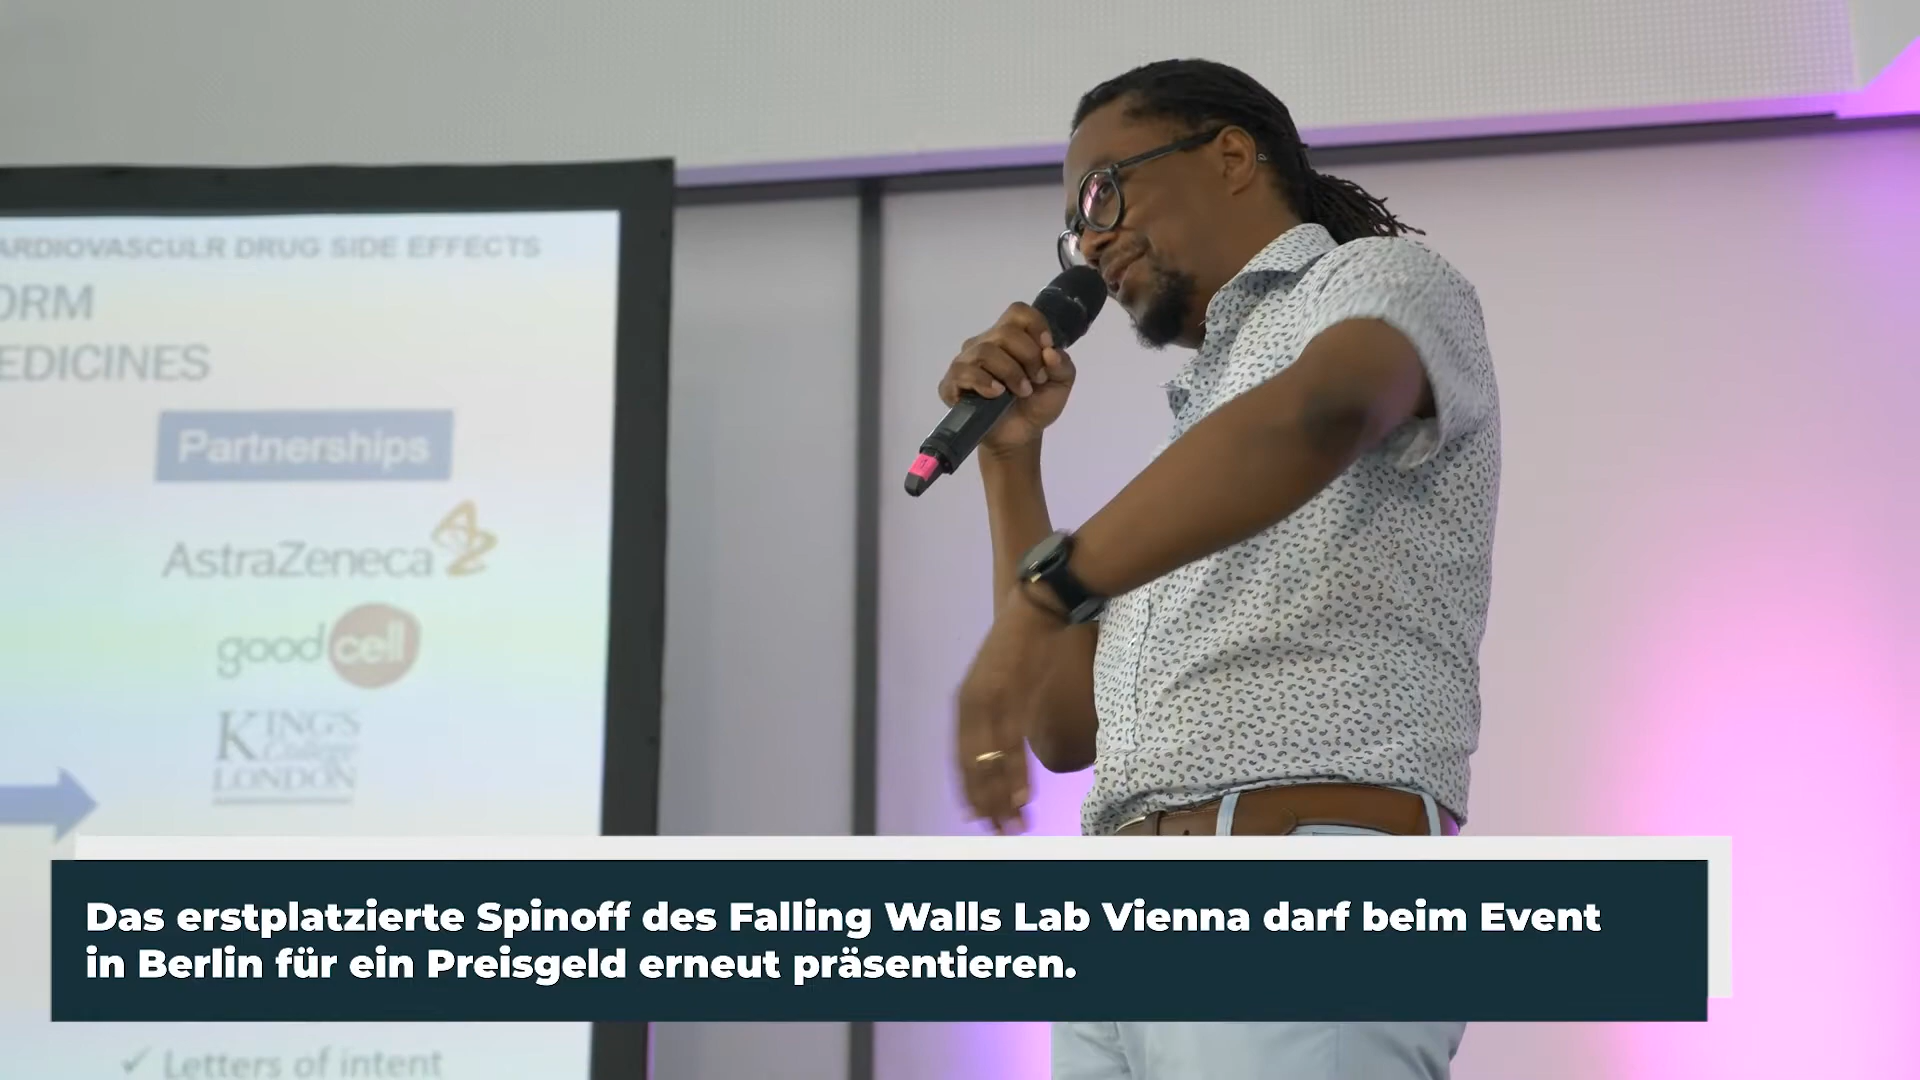 ARDIOVASCULR DRUG SIDE EFFECTS
ORM
EDICINES
Partnerships
AstraZeneca
goodcell
KING'S
College
LONDON
Das erstplatzierte Spinoff des Falling Walls Lab Vienna darf beim Event
in Berlin für ein Preisgeld erneut präsentieren.
✓ Letters of intent